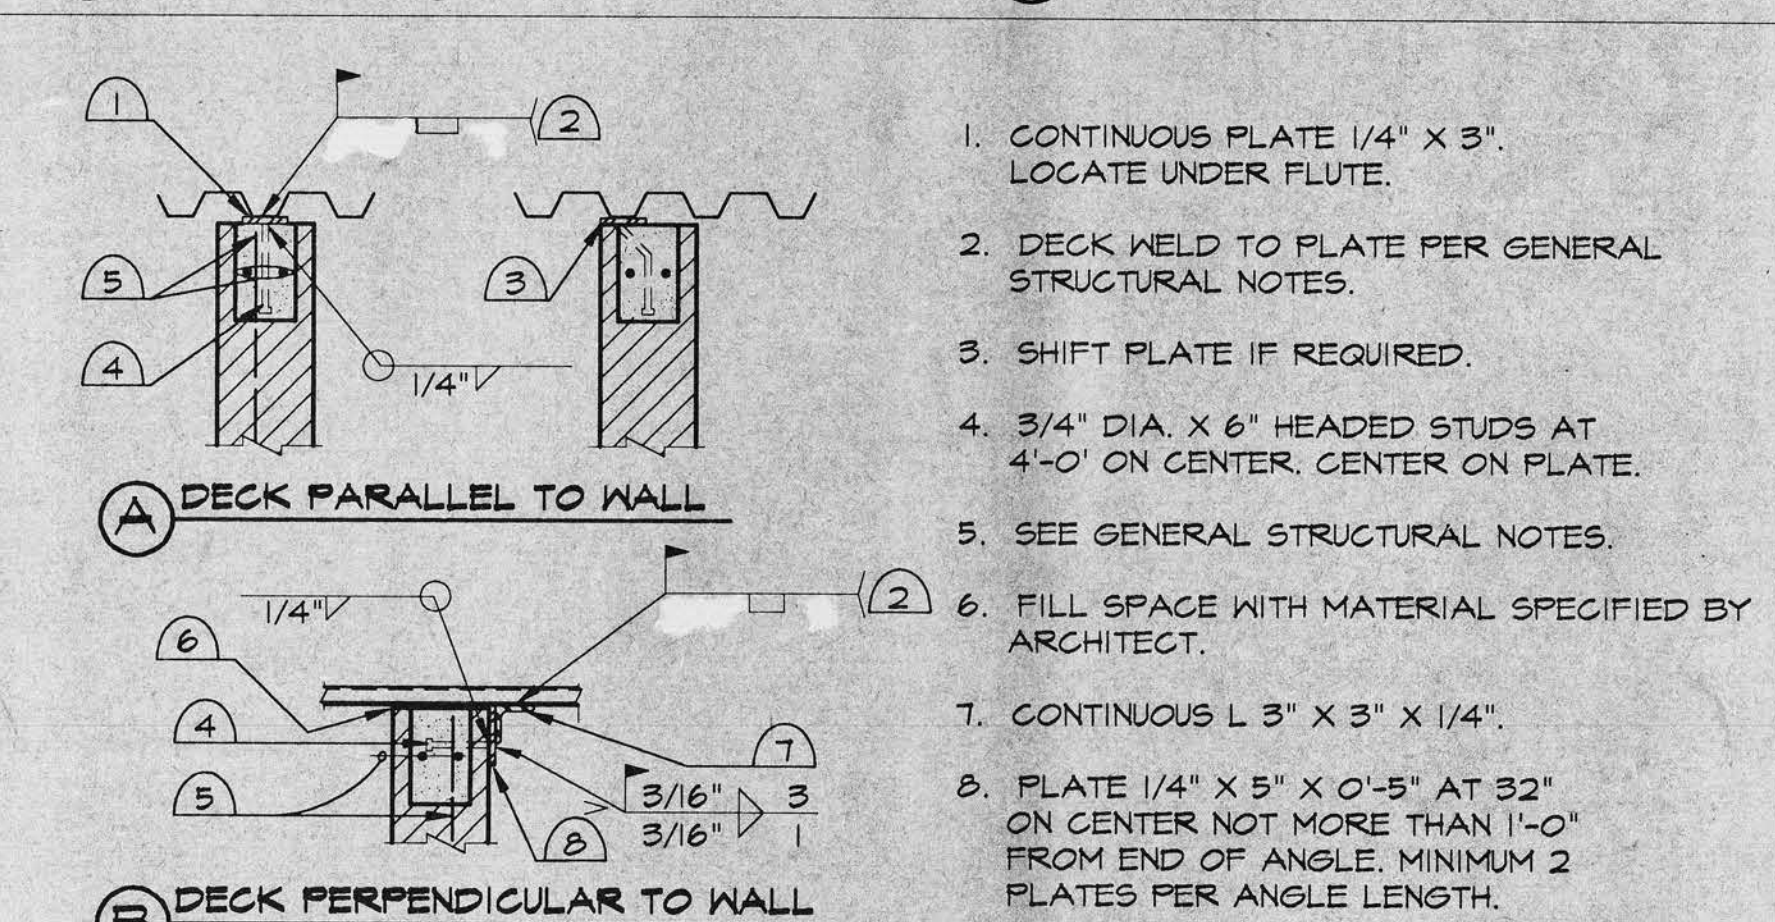 1
2
5
3
4
1/4"
A DECK PARALLEL TO WALL
1/4"
2
6
4
7
5
3/16" 3
3/16" 1
8
B DECK PERPENDICULAR TO WALL
1. CONTINUOUS PLATE 1/4" X 3".
LOCATE UNDER FLUTE.
2. DECK WELD TO PLATE PER GENERAL
STRUCTURAL NOTES.
3. SHIFT PLATE IF REQUIRED.
4. 3/4" DIA. X 6" HEADED STUDS AT
4'-0' ON CENTER. CENTER ON PLATE.
5. SEE GENERAL STRUCTURAL NOTES.
6. FILL SPACE WITH MATERIAL SPECIFIED BY
ARCHITECT.
7. CONTINUOUS L 3" X 3" X 1/4".
8. PLATE 1/4" X 5" X 0'-5" AT 32"
ON CENTER NOT MORE THAN 1'-0"
FROM END OF ANGLE. MINIMUM 2
PLATES PER ANGLE LENGTH.